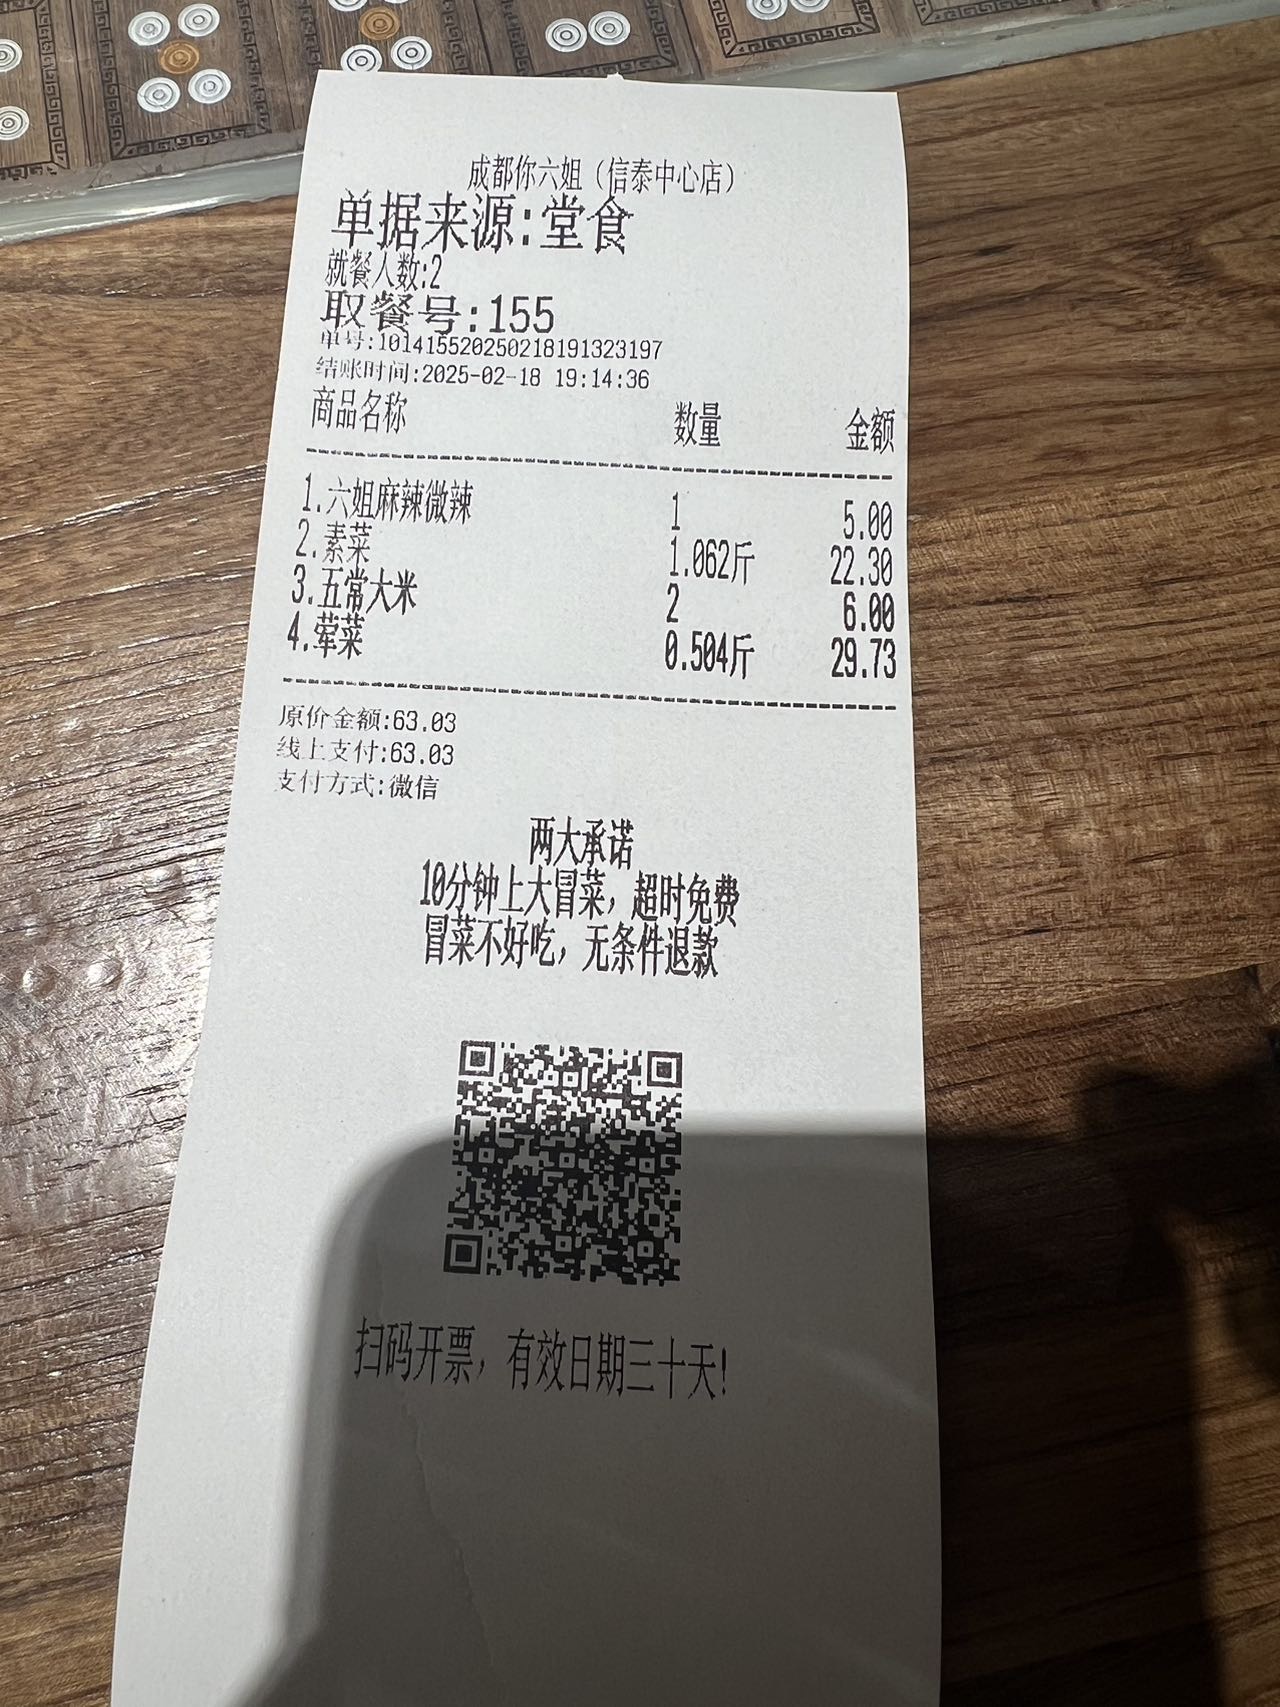 成都你六姐（信泰中心店）
单据来源:堂食
就餐人数:2
取餐号:155
单号:101415520250218191323197
结账时间:2025-02-18 19:14:36
商品名称 数量 金额
1.六姐麻辣微辣 1 5.00
2.素菜 1.062斤 22.30
3.五常大米 2 6.00
4.荤菜 0.504斤 29.73
原价金额:63.03
线上支付:63.03
支付方式:微信
两大承诺
10分钟上大冒菜，超时免费
冒菜不好吃，无条件退款
扫码开票，有效日期三十天!